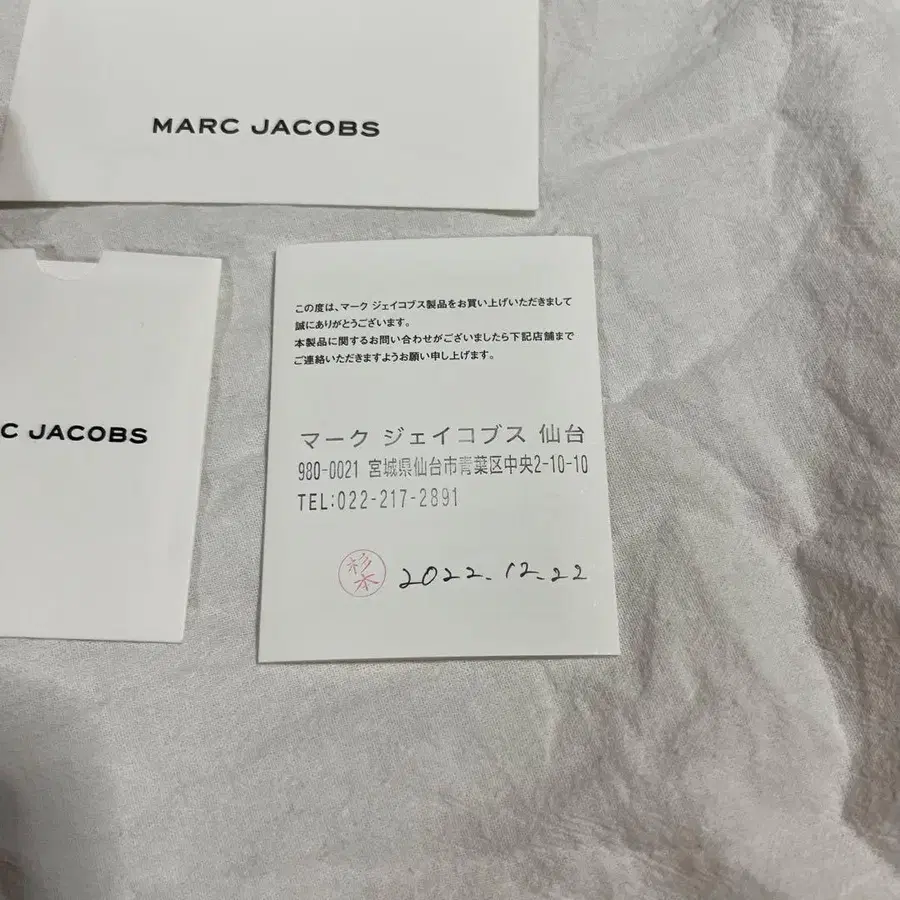 MARC JACOBS
C JACOBS
この度は、マーク ジェイコブス製品をお買い上げいただきまして
誠にありがとうございます。
本製品に関するお問い合わせがございましたら下記店舗まで
ご連絡いただきますようお願い申し上げます。
マーク ジェイコブス 仙台
980-0021 宮城県仙台市青葉区中央2-10-10
TEL:022-217-2891
杉本 2022.12.22